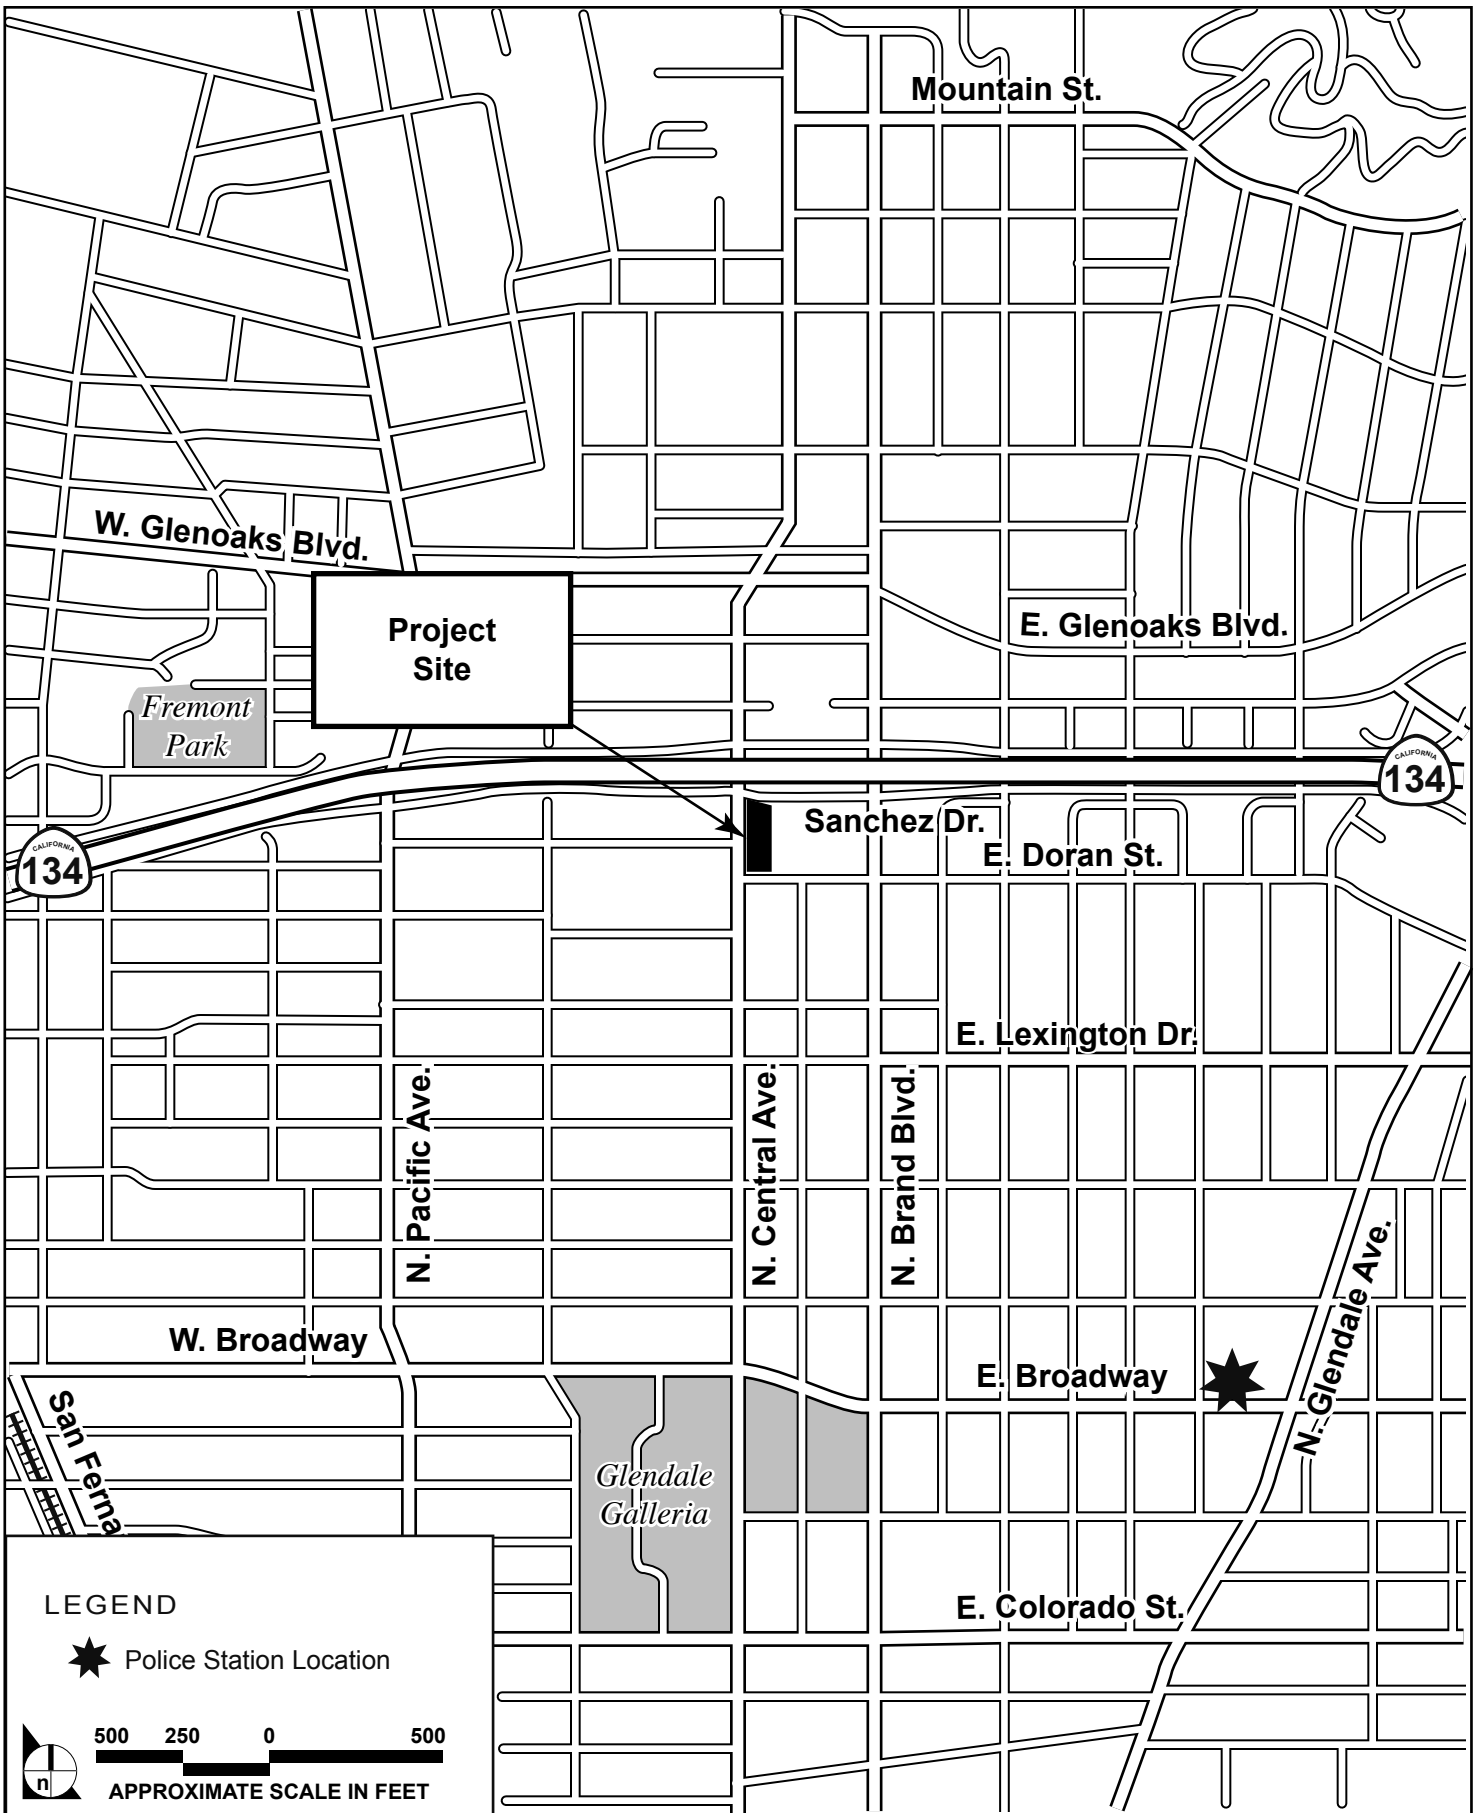 Mountain St.
W. Glenoaks Blvd.
Project
Site
E. Glenoaks Blvd.
Fremont
Park
CALIFORNIA
134
Sanchez Dr.
E. Doran St.
CALIFORNIA
134
E. Lexington Dr.
N. Pacific Ave.
N. Central Ave.
N. Brand Blvd.
N. Glendale Ave.
W. Broadway
E. Broadway
San Ferna
Glendale
Galleria
E. Colorado St.
LEGEND
Police Station Location
500 250 0 500
APPROXIMATE SCALE IN FEET
n